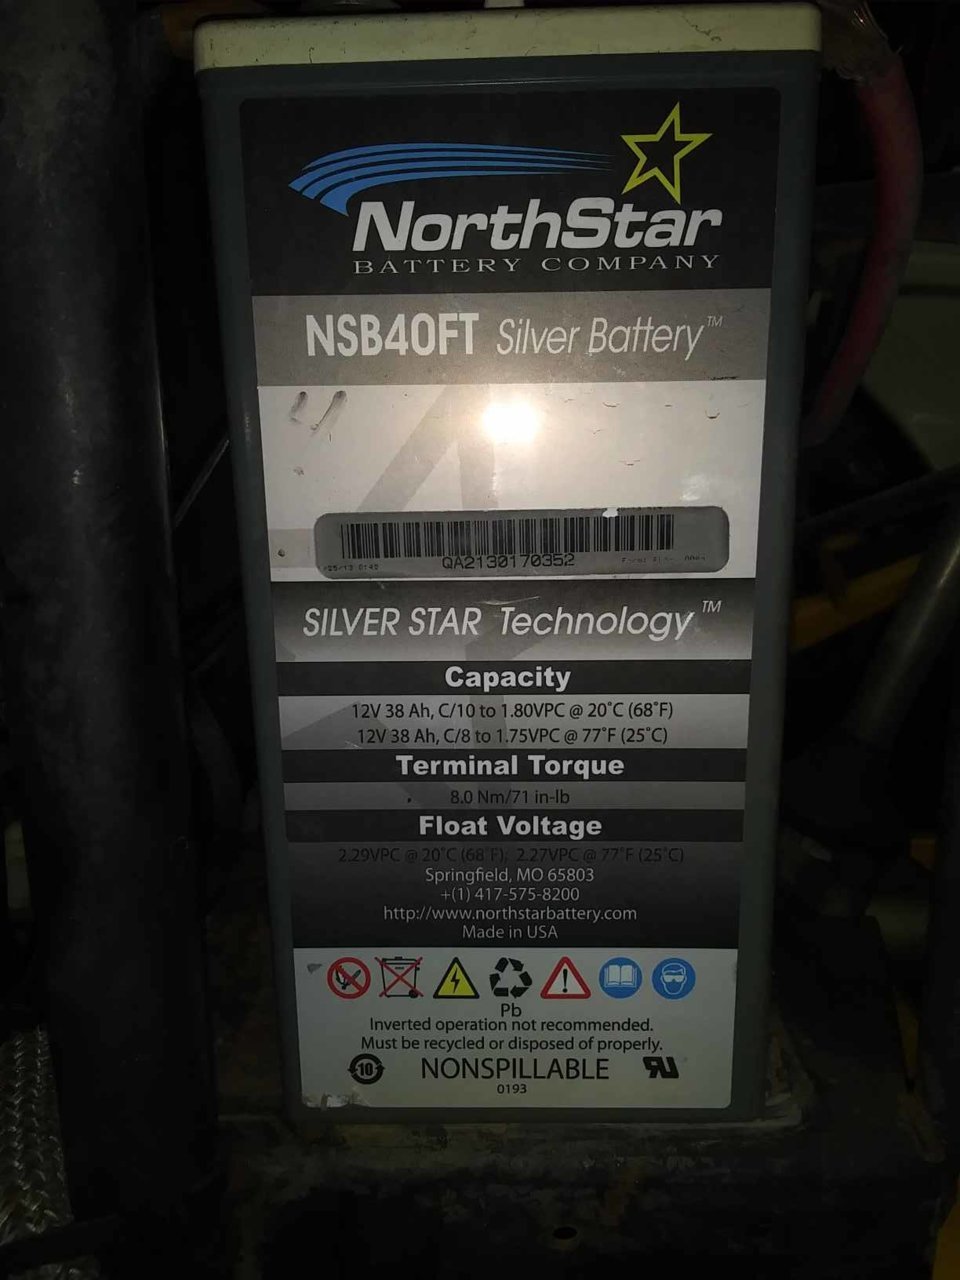 NorthStar
BATTERY COMPANY
NSB40FT Silver Battery™
QA2130170352
SILVER STAR Technology™
Capacity
12V 38 Ah, C/10 to 1.80VPC @ 20˚C (68˚F)
12V 38 Ah, C/8 to 1.75VPC @ 77˚F (25˚C)
Terminal Torque
8.0 Nm/71 in-lb
Float Voltage
2.29VPC @ 20˚C (68˚F); 2.27VPC @ 77˚F (25˚C)
Springfield, MO 65803
+(1) 417-575-8200
http://www.northstarbattery.com
Made in USA
Pb
Inverted operation not recommended.
Must be recycled or disposed of properly.
10 NONSPILLABLE
0193